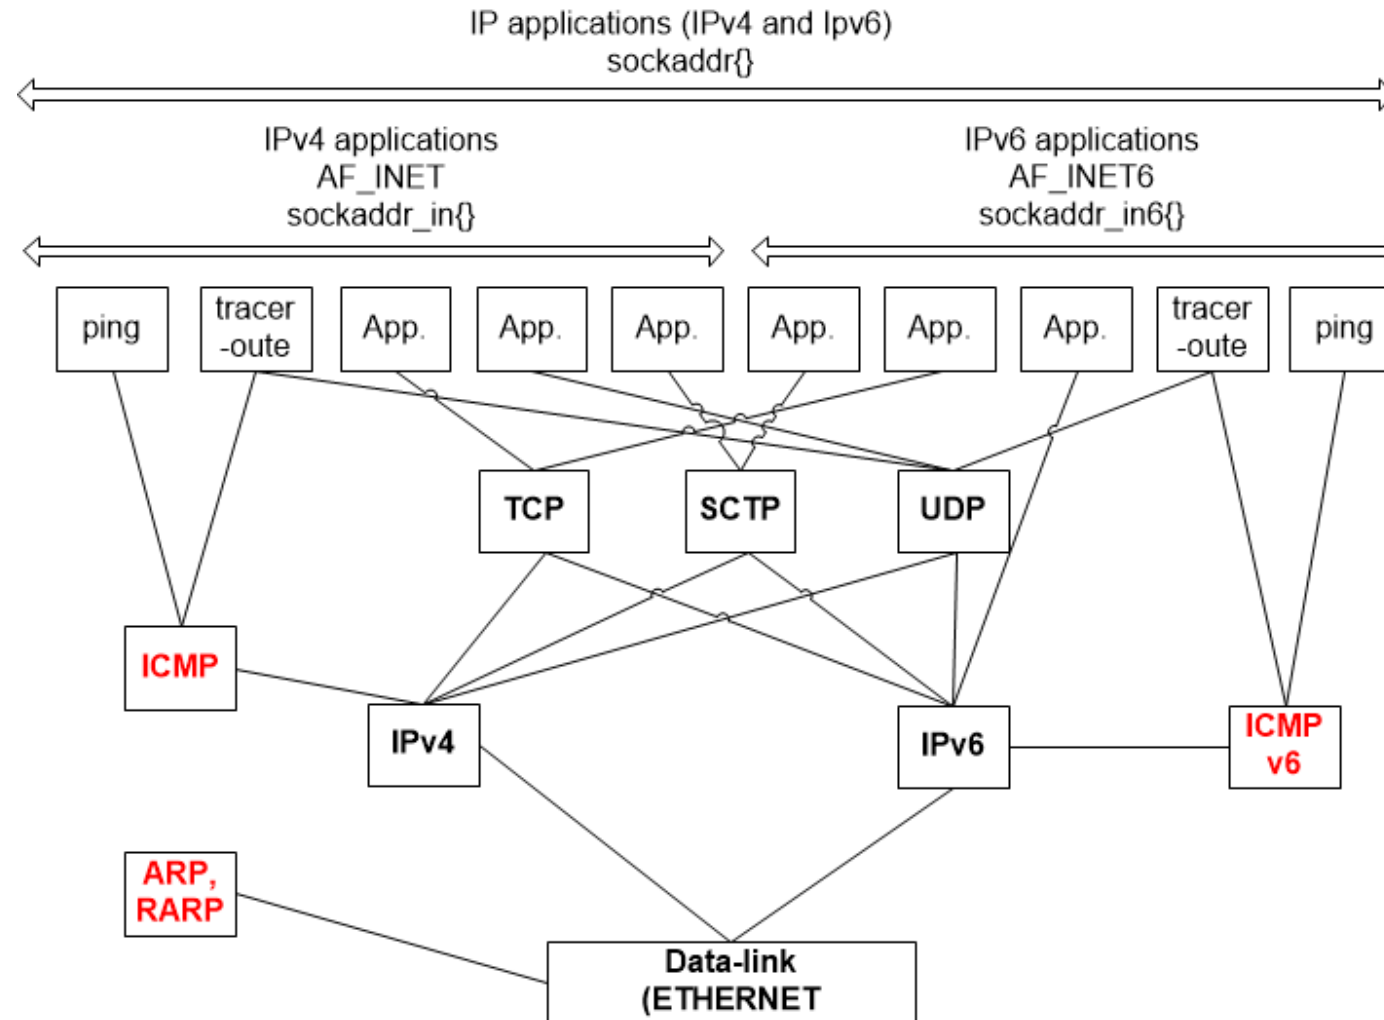 IP applications (IPv4 and Ipv6)
sockaddr{}
IPv4 applications
AF_INET
sockaddr_in{}
IPv6 applications
AF_INET6
sockaddr_in6{}
ping
tracer
-oute
App.
App.
App.
App.
App.
App.
tracer
-oute
ping
TCP
SCTP
UDP
ICMP
IPv4
IPv6
ICMP
v6
ARP,
RARP
Data-link
(ETHERNET